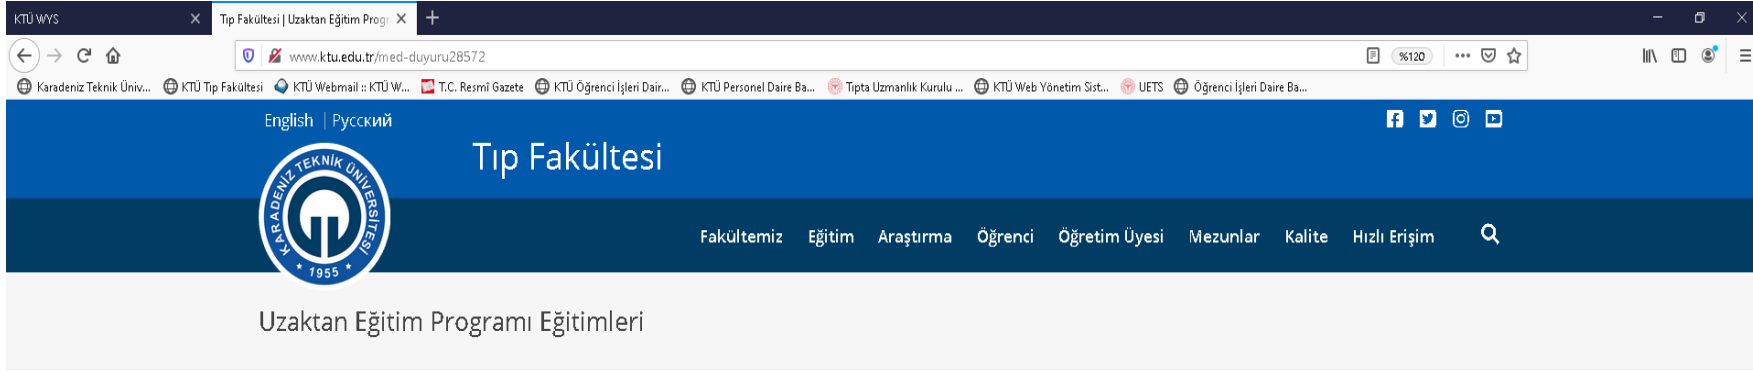 KTÜ WYS
Tıp Fakültesi | Uzaktan Eğitim Progr
www.ktu.edu.tr/med-duyuru28572
%120
Karadeniz Teknik Üniv...
KTÜ Tıp Fakültesi
KTÜ Webmail :: KTÜ W...
T.C. Resmî Gazete
KTÜ Öğrenci İşleri Dair...
KTÜ Personel Daire Ba...
Tıpta Uzmanlık Kurulu ...
KTÜ Web Yönetim Sist...
UETS
Öğrenci İşleri Daire Ba...
English | Русский
Tıp Fakültesi
KARADENİZ TEKNİK ÜNİVERSİTESİ
1955
Fakültemiz Eğitim Araştırma Öğrenci Öğretim Üyesi Mezunlar Kalite Hızlı Erişim
Uzaktan Eğitim Programı Eğitimleri